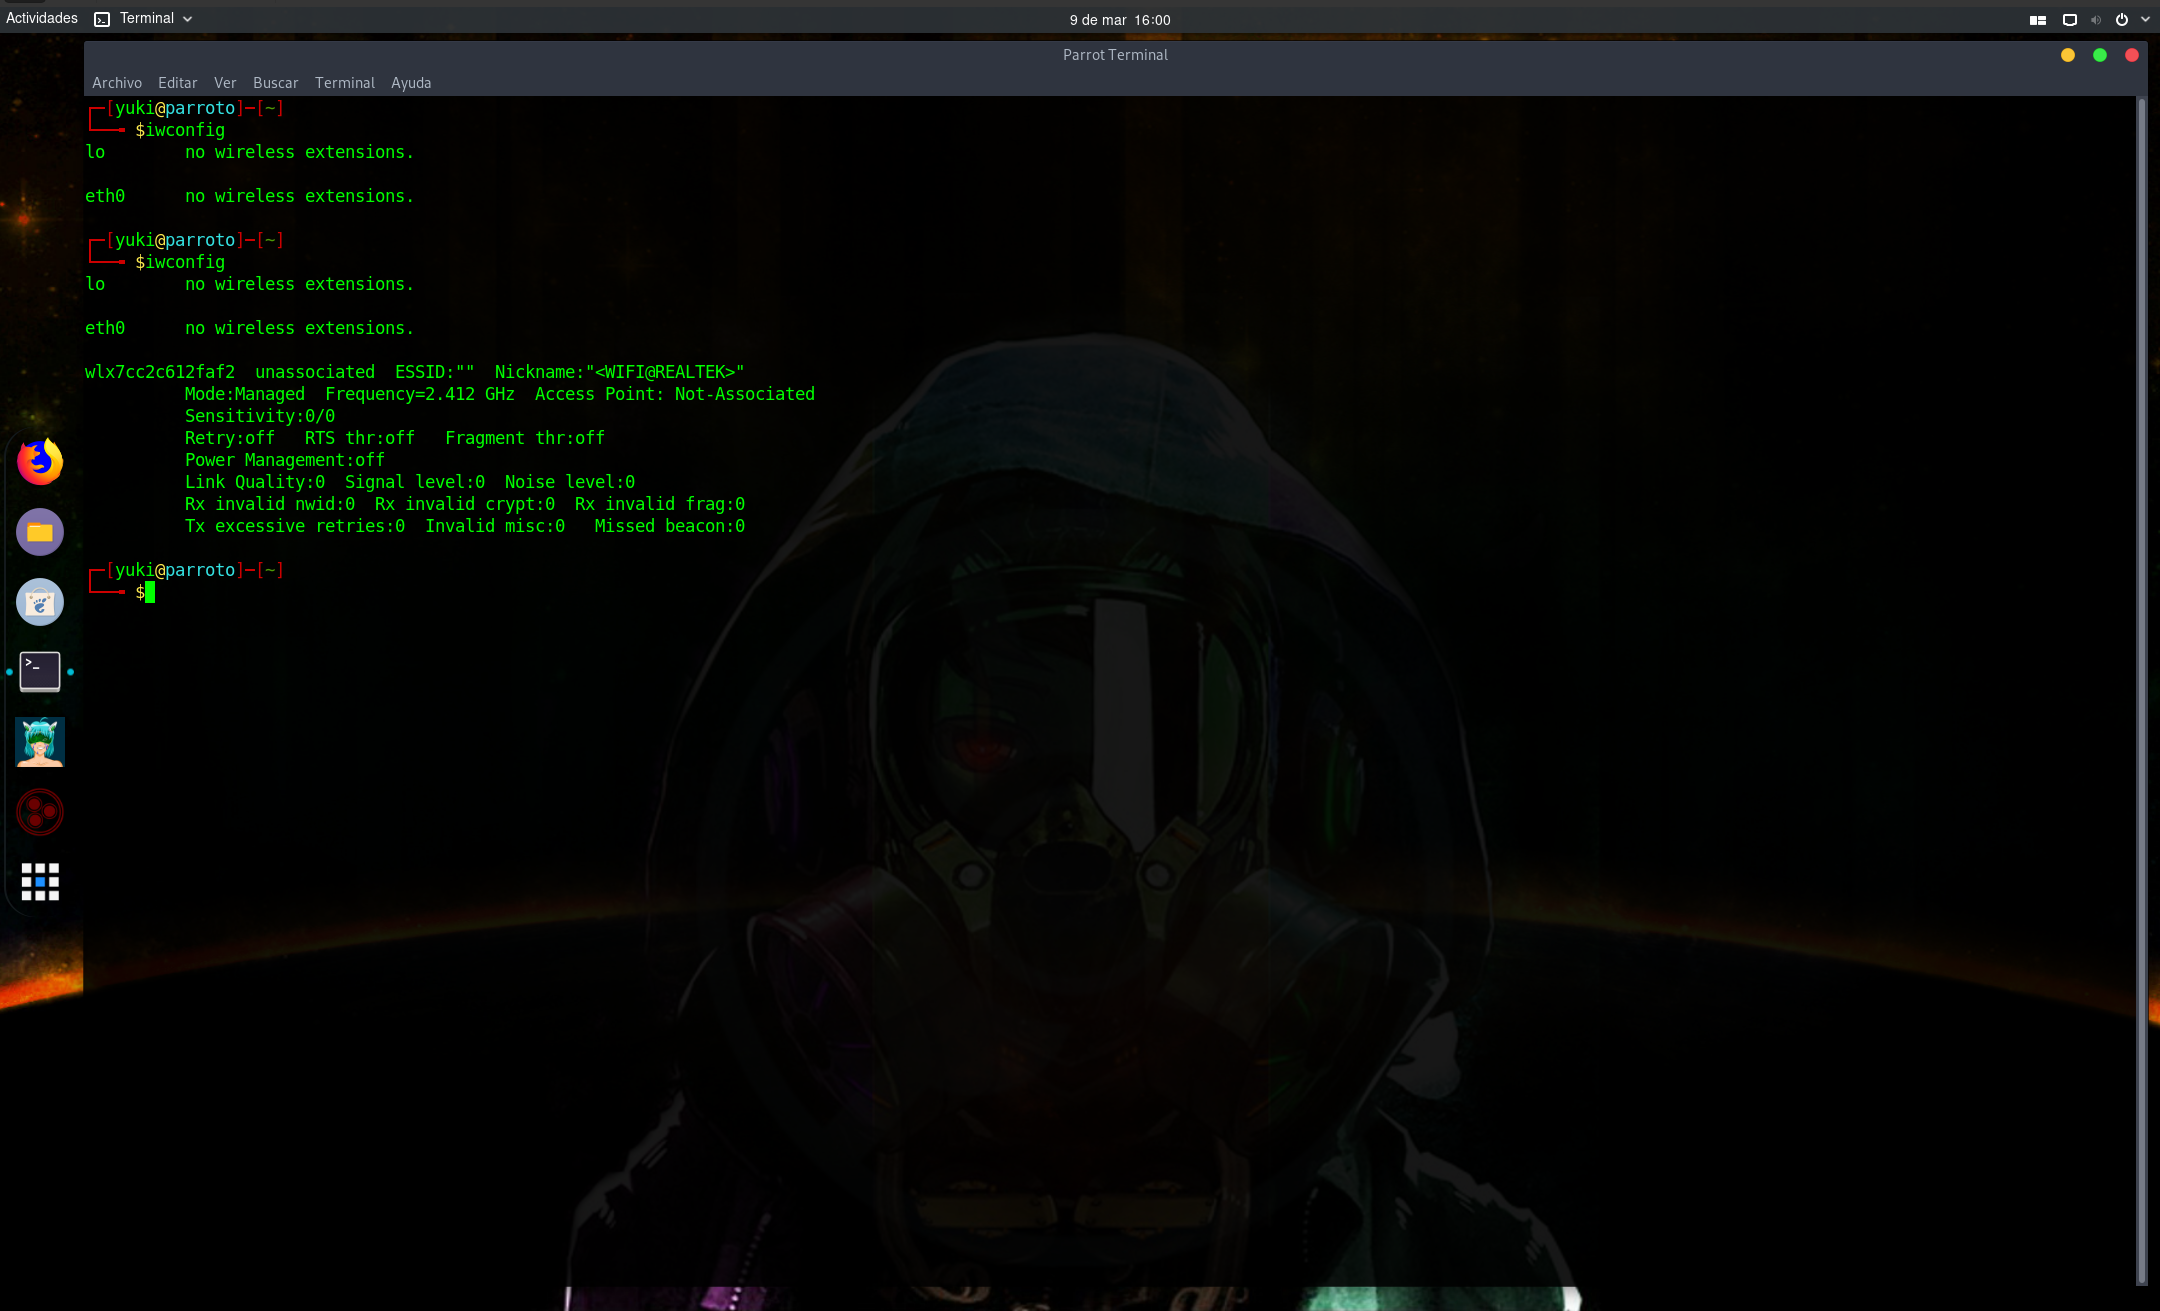 Actividades Terminal 9 de mar 16:00
Parrot Terminal
Archivo Editar Ver Buscar Terminal Ayuda
┌─[yuki@parroto]─[~]
└──╼ $iwconfig
lo        no wireless extensions.
eth0      no wireless extensions.
┌─[yuki@parroto]─[~]
└──╼ $iwconfig
lo        no wireless extensions.
eth0      no wireless extensions.
wlx7cc2c612faf2  unassociated  ESSID:""  Nickname:"<WIFI@REALTEK>"
          Mode:Managed  Frequency=2.412 GHz  Access Point: Not-Associated
          Sensitivity:0/0
          Retry:off   RTS thr:off   Fragment thr:off
          Power Management:off
          Link Quality:0  Signal level:0  Noise level:0
          Rx invalid nwid:0  Rx invalid crypt:0  Rx invalid frag:0
          Tx excessive retries:0  Invalid misc:0   Missed beacon:0
┌─[yuki@parroto]─[~]
└──╼ $